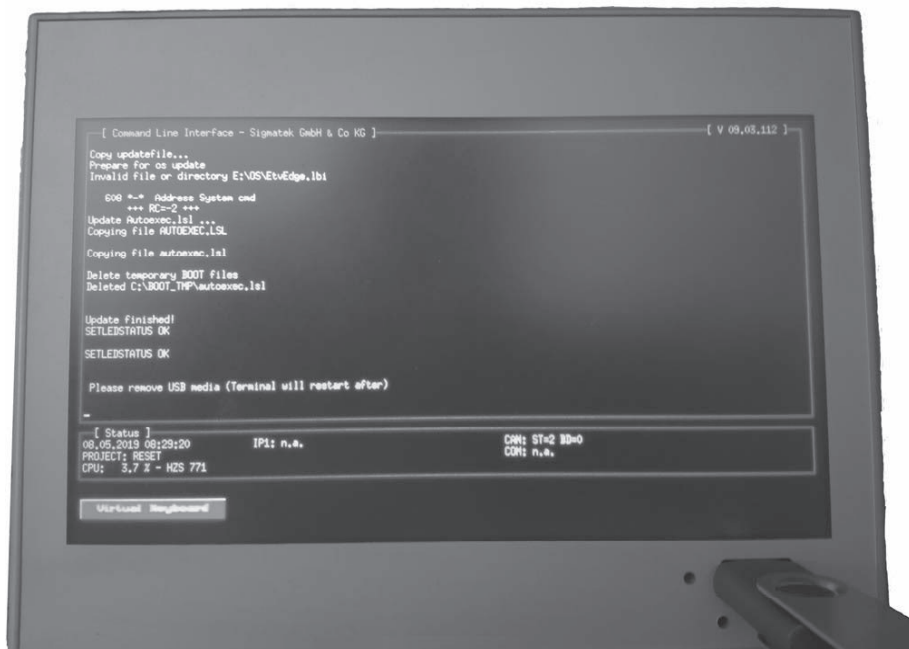 [ Command Line Interface - Sigmatek GmbH & Co KG ] [ V 09.03.112 ]
Copy updatefile...
Prepare for os update
Invalid file or directory E:\OS\EtvEdge.lbi
608 *-* Address System cmd
+++ RC=-2 +++
Update Autoexec.lsl ...
Copying file AUTOEXEC.LSL
Copying file autoexec.lsl
Delete temporary BOOT files
Deleted C:\BOOT_TMP\autoexec.lsl
Update finished!
SETLEDSTATUS OK
SETLEDSTATUS OK
Please remove USB media (Terminal will restart after)
[ Status ]
08.05.2019 08:29:20 IP1: n.a. CAN: ST=2 BD=0
PROJECT: RESET COM: n.a.
CPU: 3.7 % - HZS 771
Virtual Keyboard